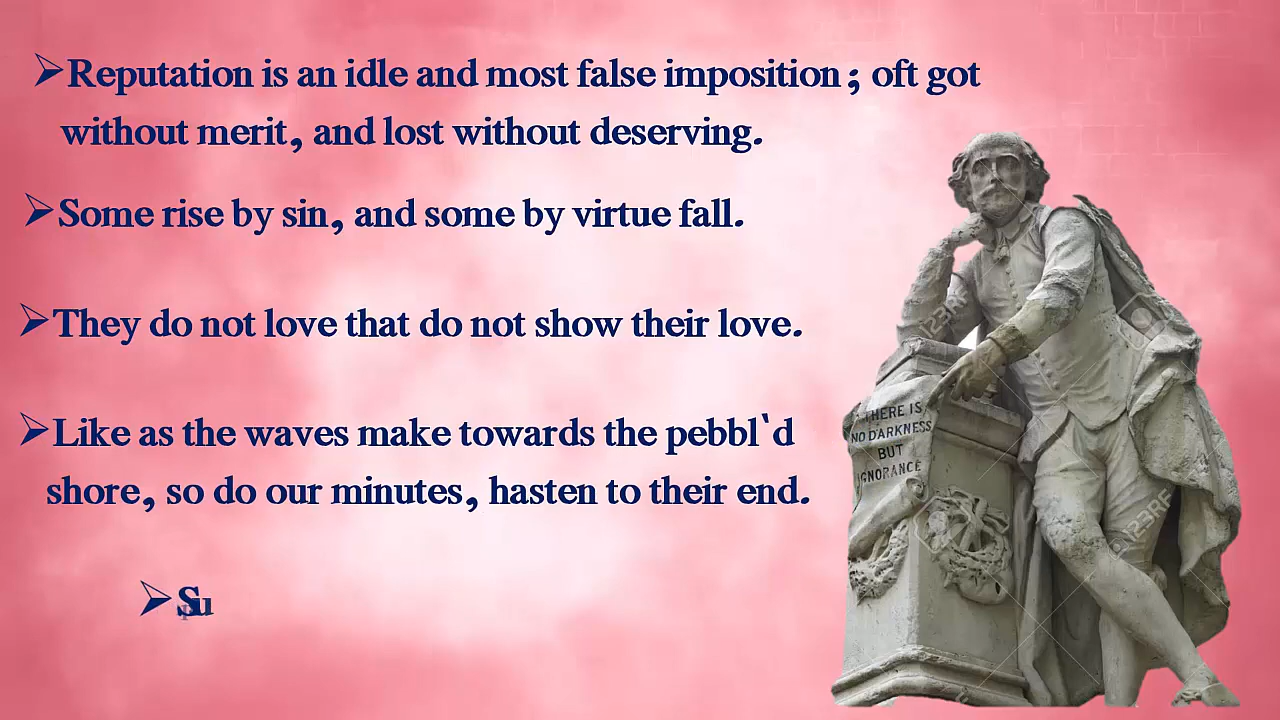 ➢Reputation is an idle and most false imposition; oft got
without merit, and lost without deserving.
➢Some rise by sin, and some by virtue fall.
➢They do not love that do not show their love.
➢Like as the waves make towards the pebbl‛d
shore, so do our minutes, hasten to their end.
THERE IS
NO DARKNESS
BUT
IGNORANCE
123RF
123RF